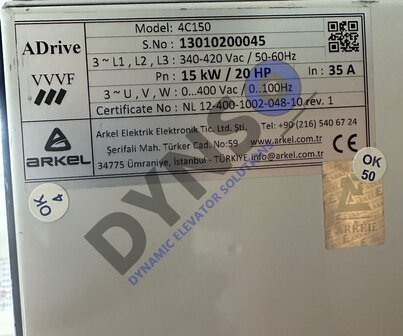 ADrive
VVVF
ARKEL
Model: 4C150
S.No : 13010200045
3 ~ L1 , L2 , L3 : 340-420 Vac / 50-60Hz
Pn : 15 kW / 20 HP In : 35 A
3 ~ U , V , W : 0...400 Vac / 0..100Hz
Certificate No : NL 12-400-1002-048-10 rev. 1
Arkel Elektrik Elektronik Tic. Ltd. Şti. Tel: +90 (216) 540 67 24
Şerifali Mah. Türker Cad. No:59 www.arkel.com.tr
34775 Ümraniye, İstanbul - TÜRKİYE info@arkel.com.tr
CE
OK
50
OK
4
ARKEL
DYNSO
DYNAMIC ELEVATOR SOLUTIONS